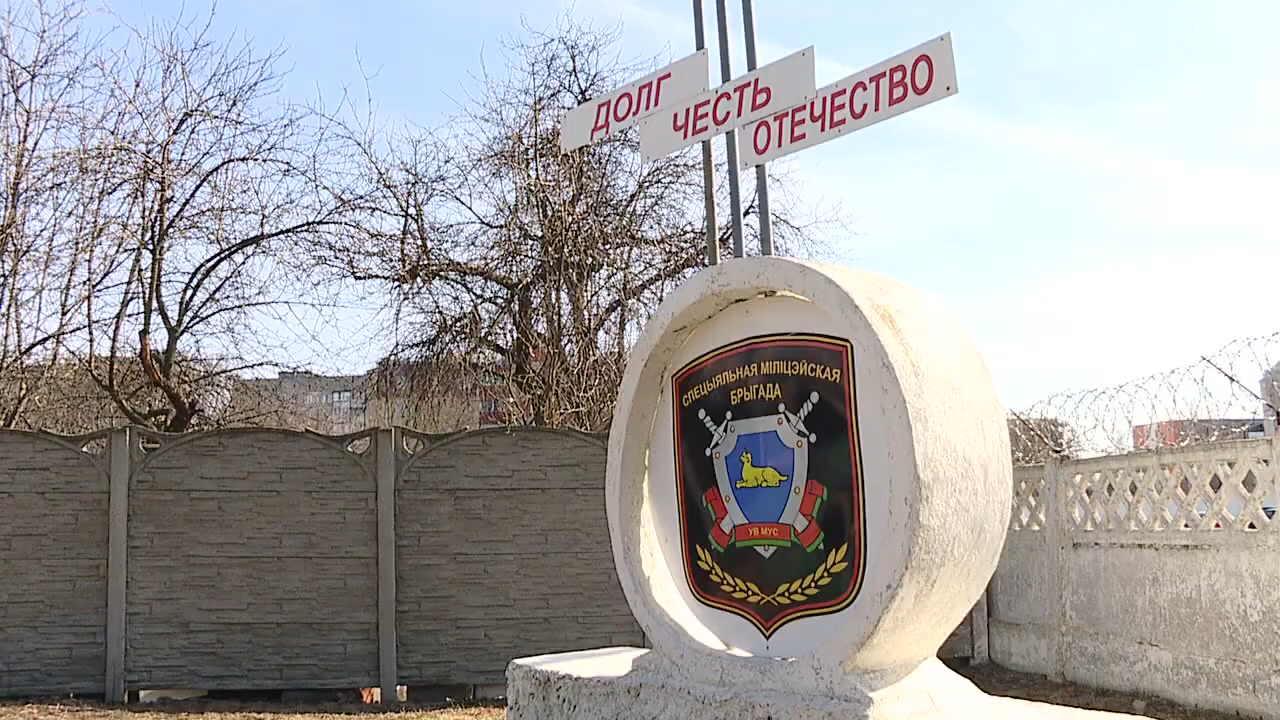 ДОЛГ
ЧЕСТЬ
ОТЕЧЕСТВО
СПЕЦЫЯЛЬНАЯ МІЛІЦЭЙСКАЯ
БРЫГАДА
УВ МУС